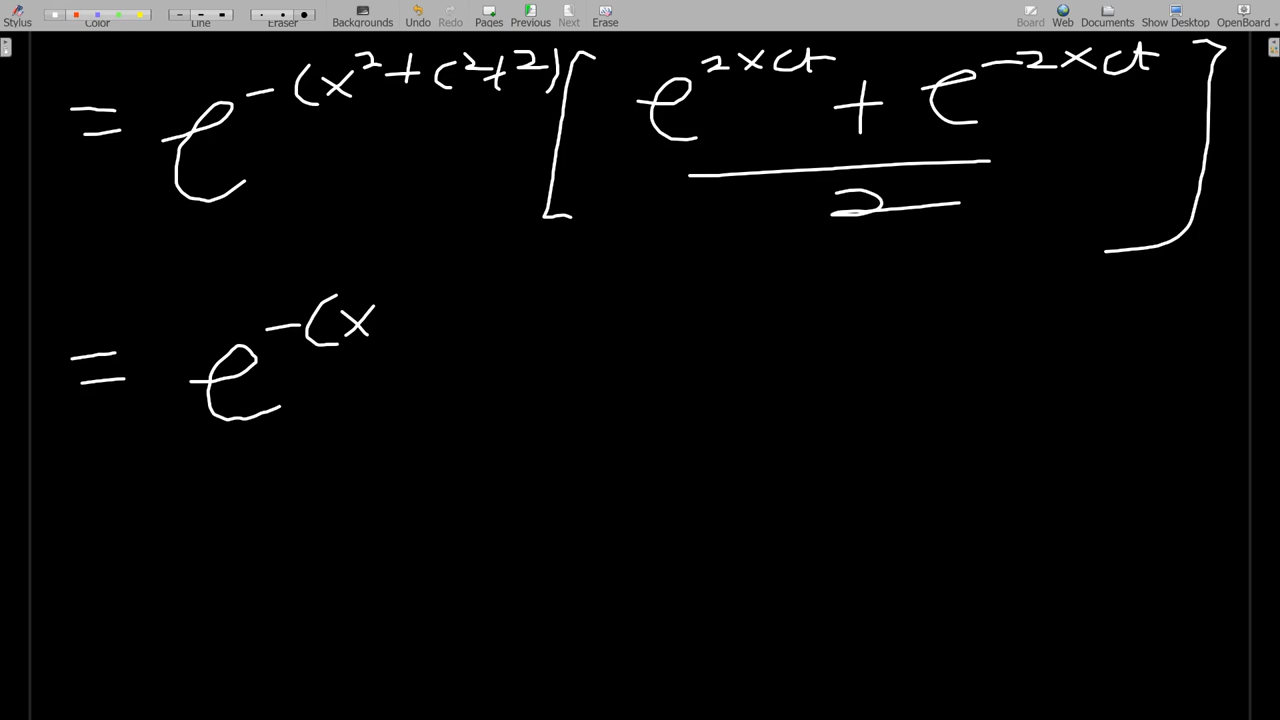 Stylus Color Line Eraser Backgrounds Undo Redo Pages Previous Next Erase Board Web Documents Show Desktop OpenBoard
= e^{-(x^2 + c^2t^2)} [ \frac{e^{2xct} + e^{-2xct}}{2} ]
= e^{-(x